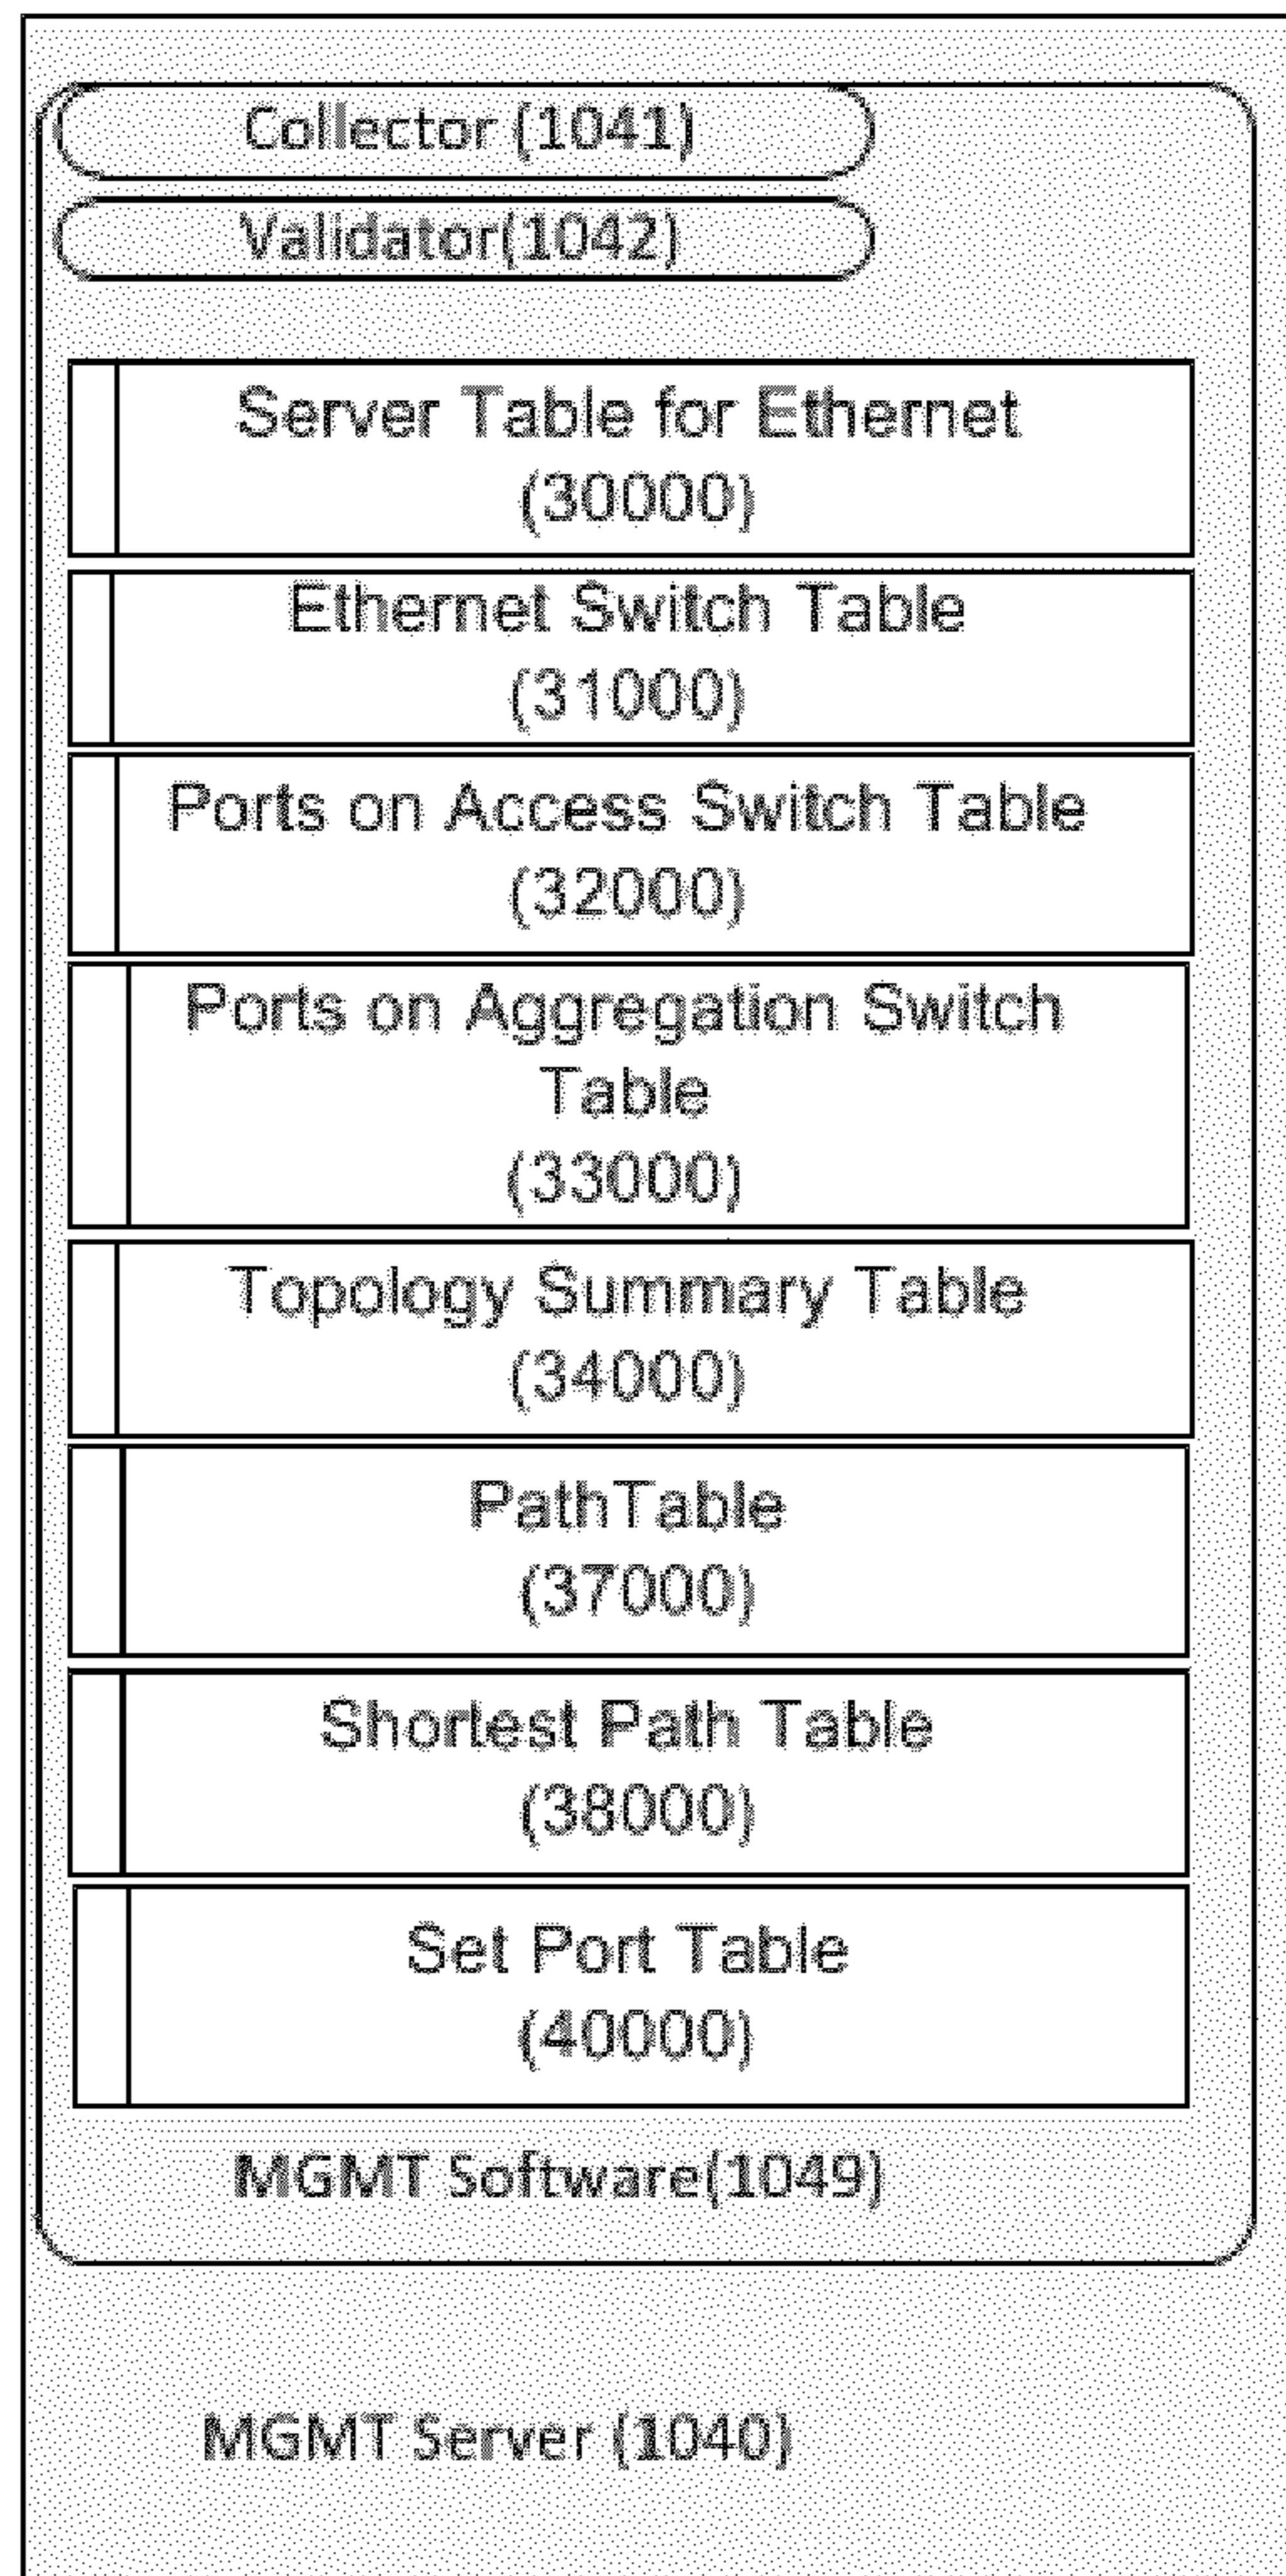 Collector (1041)
Validator(1042)
Server Table for Ethernet
(30000)
Ethernet Switch Table
(31000)
Ports on Access Switch Table
(32000)
Ports on Aggregation Switch
Table
(33000)
Topology Summary Table
(34000)
PathTable
(37000)
Shortest Path Table
(38000)
Set Port Table
(40000)
MGMT Software(1049)
MGMT Server (1040)